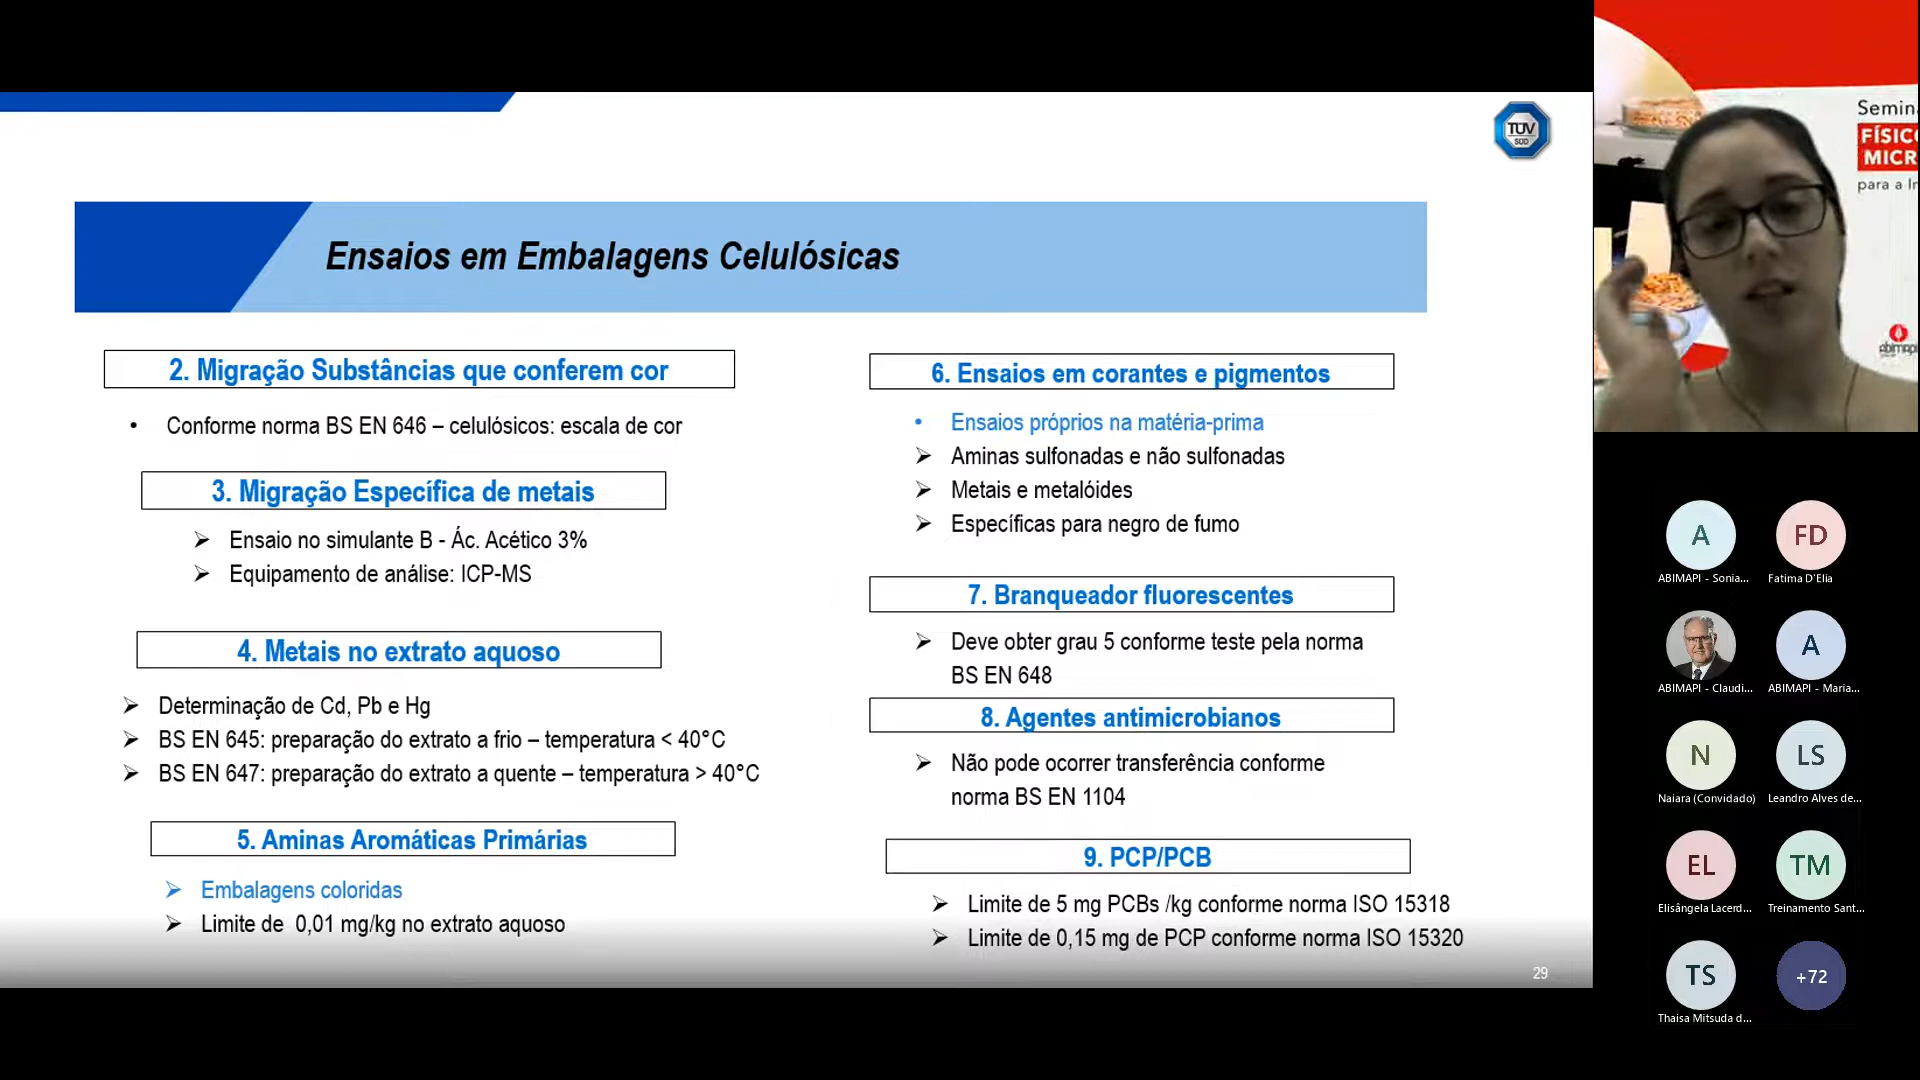 TÜV
SÜD
Ensaios em Embalagens Celulósicas
2. Migração Substâncias que conferem cor
• Conforme norma BS EN 646 – celulósicos: escala de cor
3. Migração Específica de metais
➢ Ensaio no simulante B - Ác. Acético 3%
➢ Equipamento de análise: ICP-MS
4. Metais no extrato aquoso
➢ Determinação de Cd, Pb e Hg
➢ BS EN 645: preparação do extrato a frio – temperatura < 40°C
➢ BS EN 647: preparação do extrato a quente – temperatura > 40°C
5. Aminas Aromáticas Primárias
➢ Embalagens coloridas
➢ Limite de 0,01 mg/kg no extrato aquoso
6. Ensaios em corantes e pigmentos
• Ensaios próprios na matéria-prima
➢ Aminas sulfonadas e não sulfonadas
➢ Metais e metalóides
➢ Específicas para negro de fumo
7. Branqueador fluorescentes
➢ Deve obter grau 5 conforme teste pela norma
BS EN 648
8. Agentes antimicrobianos
➢ Não pode ocorrer transferência conforme
norma BS EN 1104
9. PCP/PCB
➢ Limite de 5 mg PCBs /kg conforme norma ISO 15318
➢ Limite de 0,15 mg de PCP conforme norma ISO 15320
29
Semin
FÍSICO
MICR
para a In
abimapi
A FD
ABIMAPI - Sonia... Fatima D'Elia
A
ABIMAPI - Claudi... ABIMAPI - Maria...
N LS
Naiara (Convidado) Leandro Alves de...
EL TM
Elisângela Lacerd... Treinamento Sant...
TS +72
Thaisa Mitsuda d...